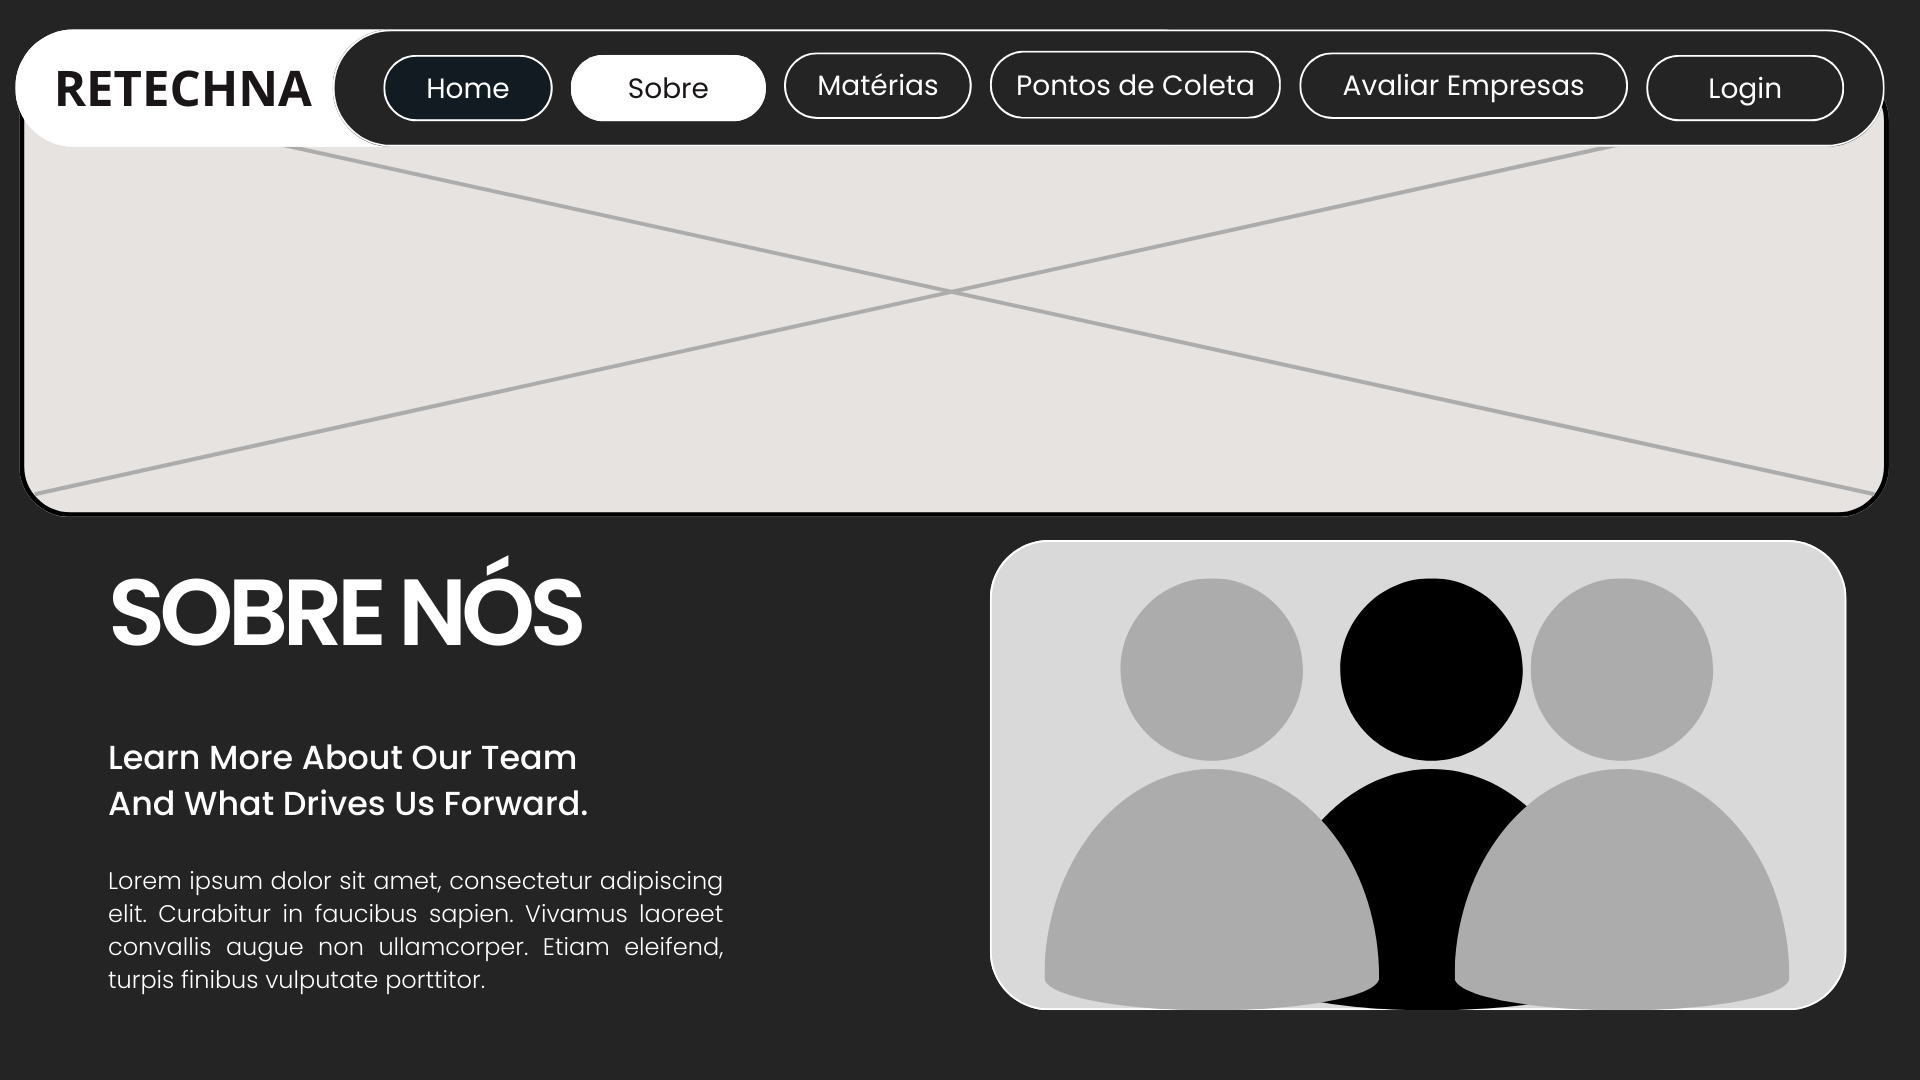 RETECHNA
Home
Sobre
Matérias
Pontos de Coleta
Avaliar Empresas
Login
SOBRE NÓS
Learn More About Our Team
And What Drives Us Forward.
Lorem ipsum dolor sit amet, consectetur adipiscing
elit. Curabitur in faucibus sapien. Vivamus laoreet
convallis augue non ullamcorper. Etiam eleifend,
turpis finibus vulputate porttitor.